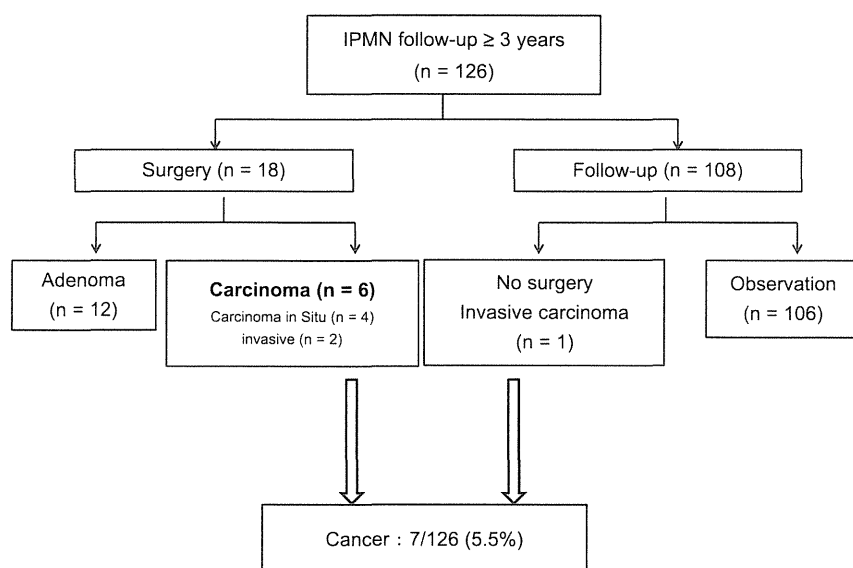 IPMN follow-up ≥ 3 years
(n = 126)
Surgery (n = 18)
Follow-up (n = 108)
Adenoma
(n = 12)
Carcinoma (n = 6)
Carcinoma in Situ (n = 4)
invasive (n = 2)
No surgery
Invasive carcinoma
(n = 1)
Observation
(n = 106)
Cancer : 7/126 (5.5%)